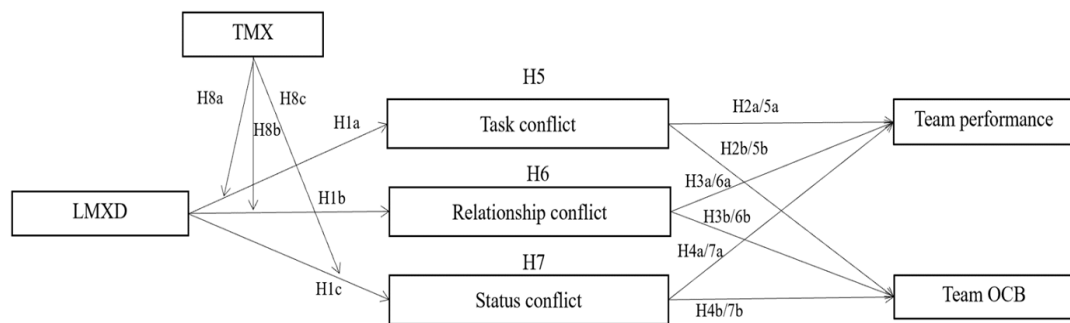 TMX
H5
H8a
H8c
H8b
H1a
Task conflict
H2a/5a
Team performance
H2b/5b
H6
H3a/6a
LMXD
H1b
Relationship conflict
H3b/6b
H7
H4a/7a
H1c
Status conflict
H4b/7b
Team OCB